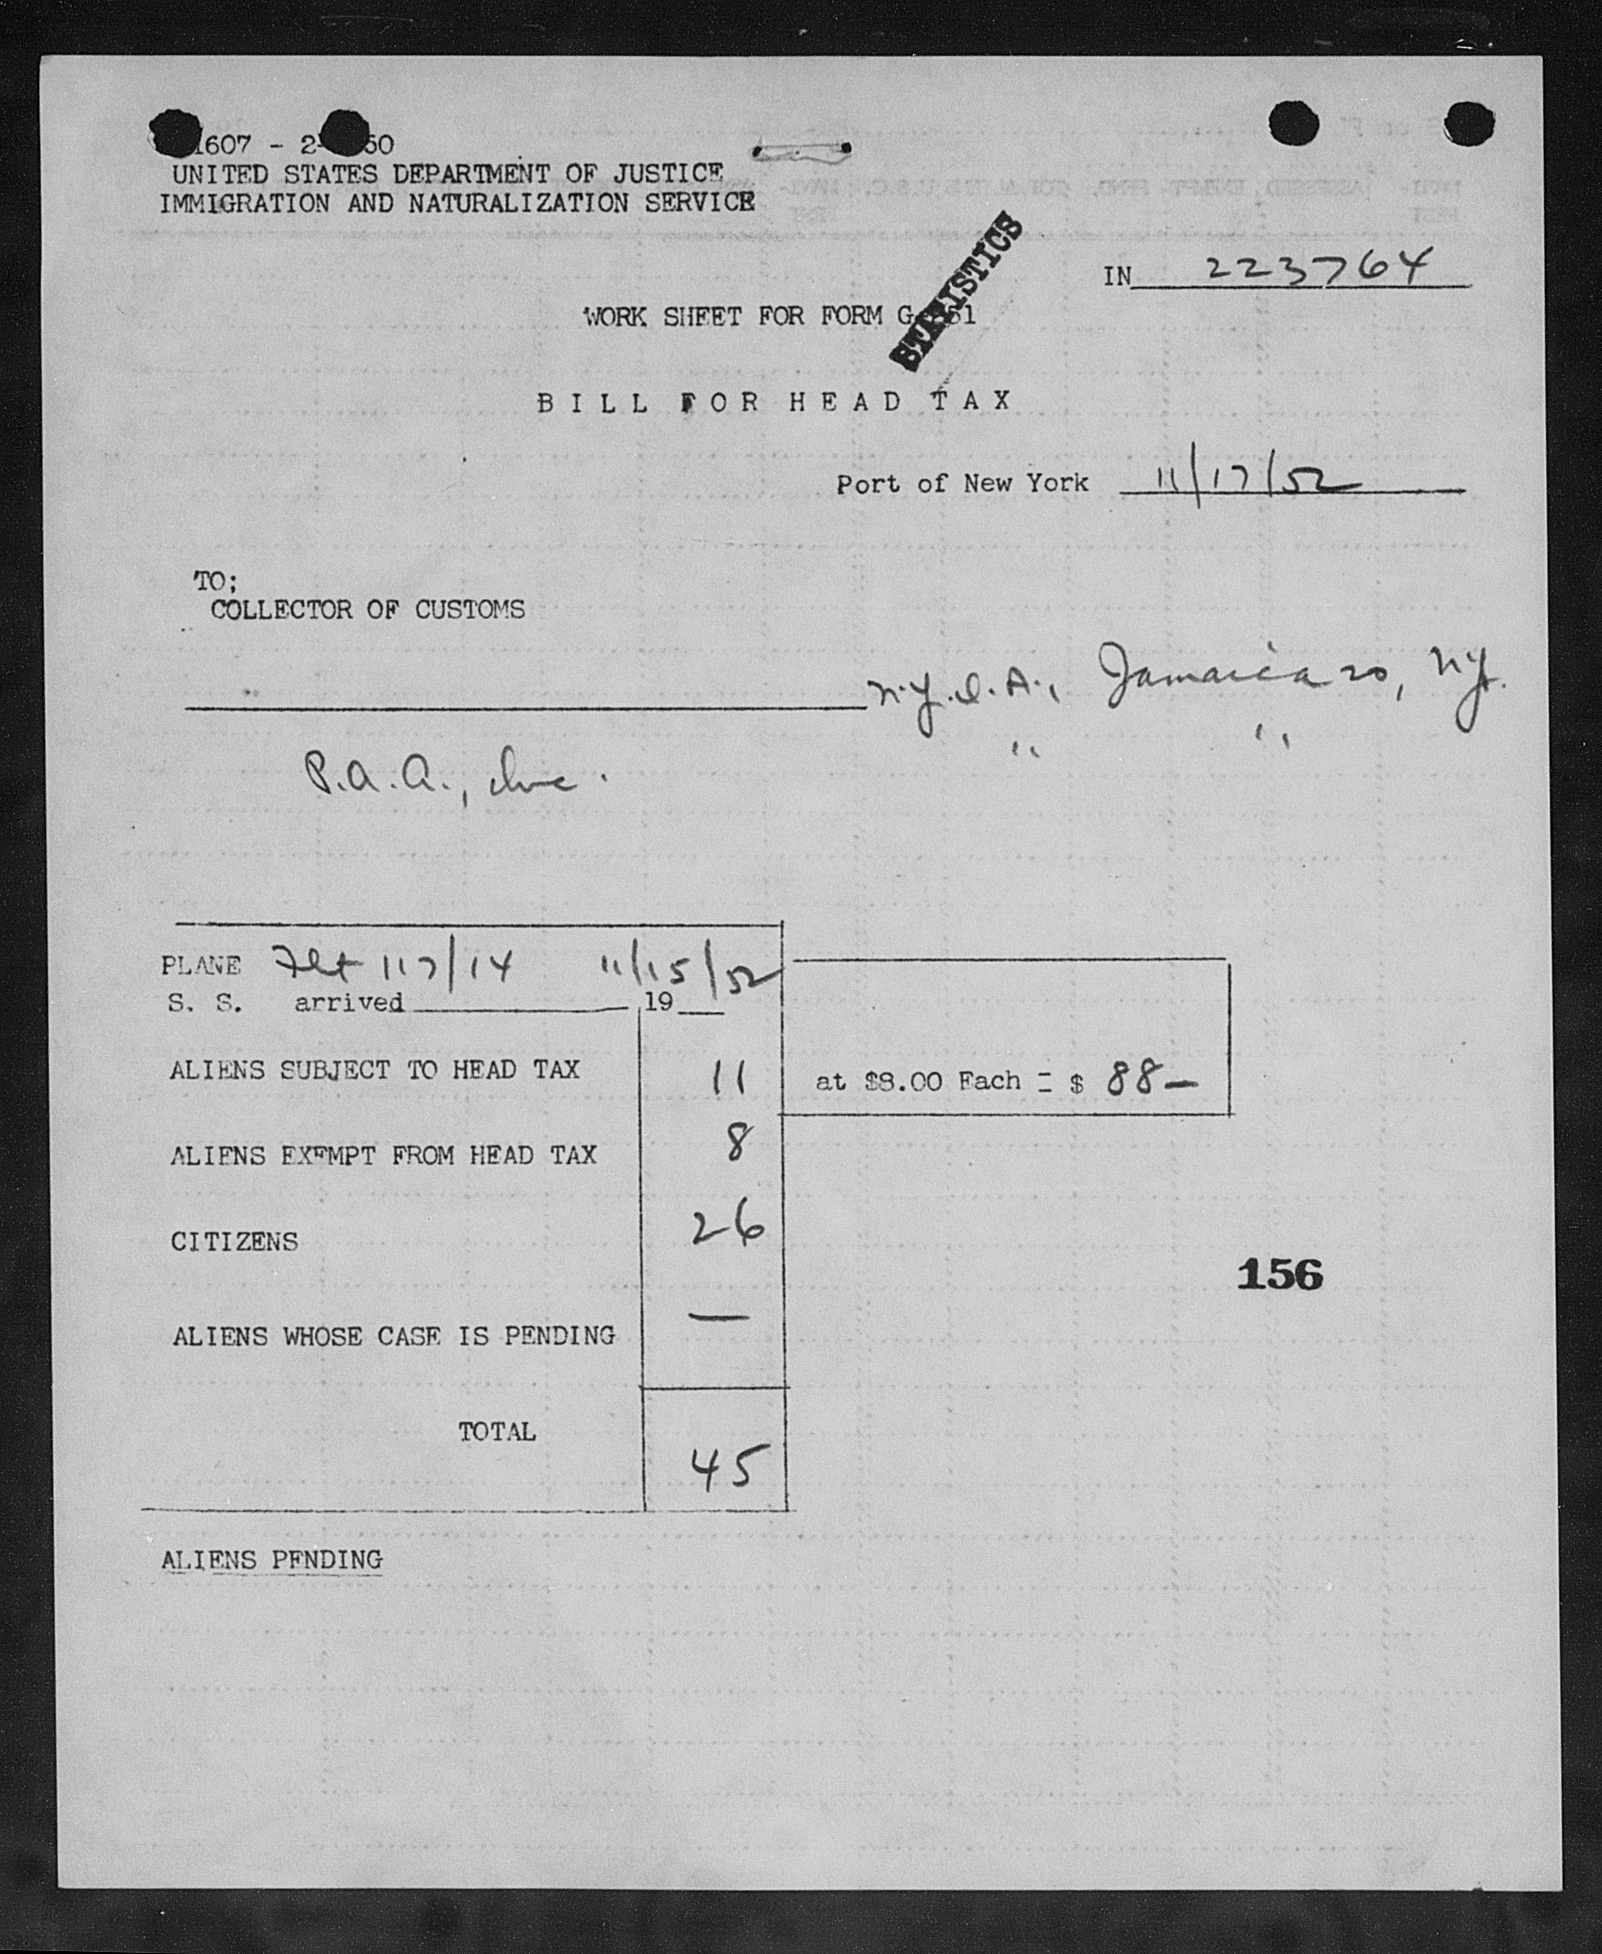 1607 - 2- 50
UNITED STATES DEPARTMENT OF JUSTICE
IMMIGRATION AND NATURALIZATION SERVICE
STATISTICS
IN 223764
WORK SHEET FOR FORM G 51
BILL FOR HEAD TAX
Port of New York 11/17/52
TO;
COLLECTOR OF CUSTOMS
N.Y.I.A., Jamaica 20, N.Y.
" "
P.A.A., Inc.
PLANE Flt 117/14 11/15/52
S. S. arrived 19
ALIENS SUBJECT TO HEAD TAX 11 at $8.00 Each = $ 88—
ALIENS EXEMPT FROM HEAD TAX 8
CITIZENS 26
156
ALIENS WHOSE CASE IS PENDING —
TOTAL 45
ALIENS PENDING